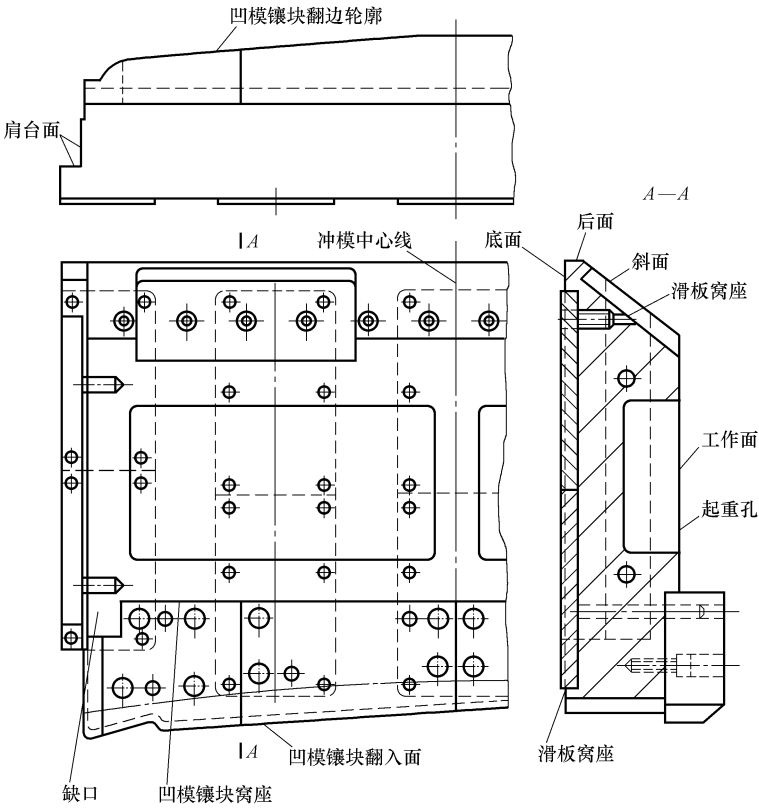 凹模镶块翻边轮廓
肩台面
A—A
A
冲模中心线
底面
后面
斜面
滑板窝座
工作面
起重孔
A
凹模镶块翻入面
滑板窝座
缺口
凹模镶块窝座